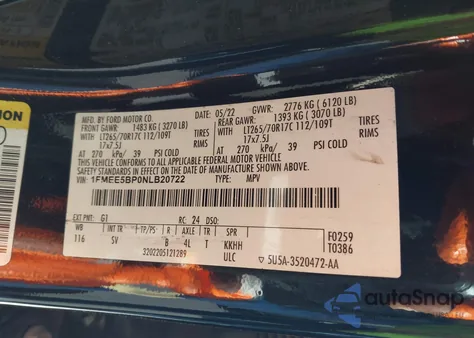 MFD. BY FORD MOTOR CO. 05/22 GVWR: 2776 KG ( 6120 LB)
FRONT GAWR: 1483 KG ( 3270 LB) REAR GAWR: 1393 KG ( 3070 LB)
LT265/70R17C 112/109T TIRES WITH LT265/70R17C 112/109T TIRES
17x7.5J RIMS 17x7.5J RIMS
AT 270 kPa/ 39 PSI COLD AT 270 kPa/ 39 PSI COLD
THIS VEHICLE CONFORMS TO ALL APPLICABLE FEDERAL MOTOR VEHICLE
SAFETY STANDARDS IN EFFECT ON THE DATE OF MANUFACTURE SHOWN ABOVE.
VIN: 1FMEE5BP0NLB20722 TYPE: MPV
EXT PNT: G1 RC: 24 DSO:
WB INT TR TP/PS R AXLE TR SPR
116 SV B 4L T KKHH F0259
ULC T0386
3202205121289 5U5A-3520472-AA
autoSnap